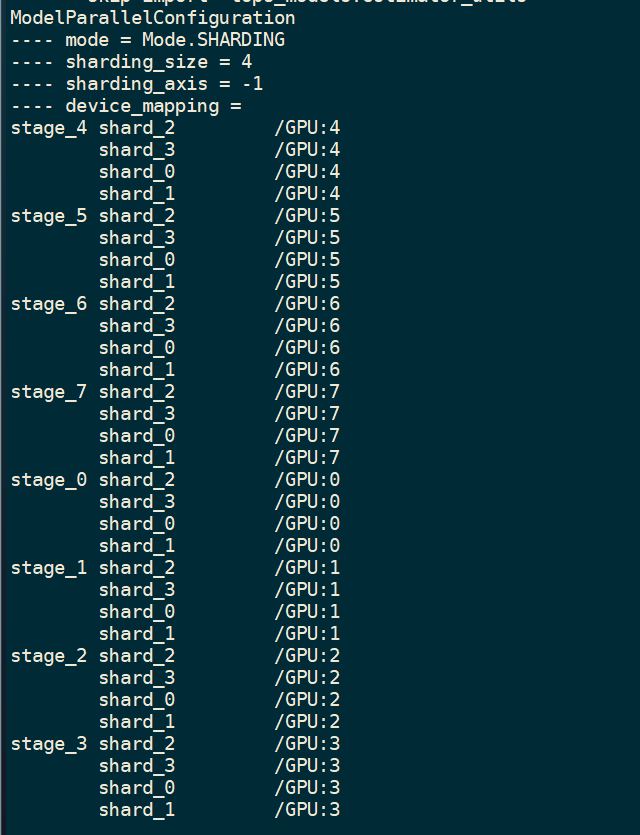 ModelParallelConfiguration
---- mode = Mode.SHARDING
---- sharding_size = 4
---- sharding_axis = -1
---- device_mapping =
stage_4 shard_2 /GPU:4
shard_3 /GPU:4
shard_0 /GPU:4
shard_1 /GPU:4
stage_5 shard_2 /GPU:5
shard_3 /GPU:5
shard_0 /GPU:5
shard_1 /GPU:5
stage_6 shard_2 /GPU:6
shard_3 /GPU:6
shard_0 /GPU:6
shard_1 /GPU:6
stage_7 shard_2 /GPU:7
shard_3 /GPU:7
shard_0 /GPU:7
shard_1 /GPU:7
stage_0 shard_2 /GPU:0
shard_3 /GPU:0
shard_0 /GPU:0
shard_1 /GPU:0
stage_1 shard_2 /GPU:1
shard_3 /GPU:1
shard_0 /GPU:1
shard_1 /GPU:1
stage_2 shard_2 /GPU:2
shard_3 /GPU:2
shard_0 /GPU:2
shard_1 /GPU:2
stage_3 shard_2 /GPU:3
shard_3 /GPU:3
shard_0 /GPU:3
shard_1 /GPU:3